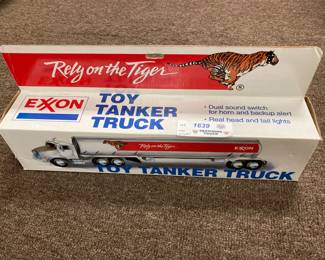 Rely on the Tiger
®
EXXON
TOY
TANKER
TRUCK
• Dual sound switch
for horn and backup alert
• Real head and tail lights
1639
Rely on the Tiger
EXXON
TOY TANKER TRUCK